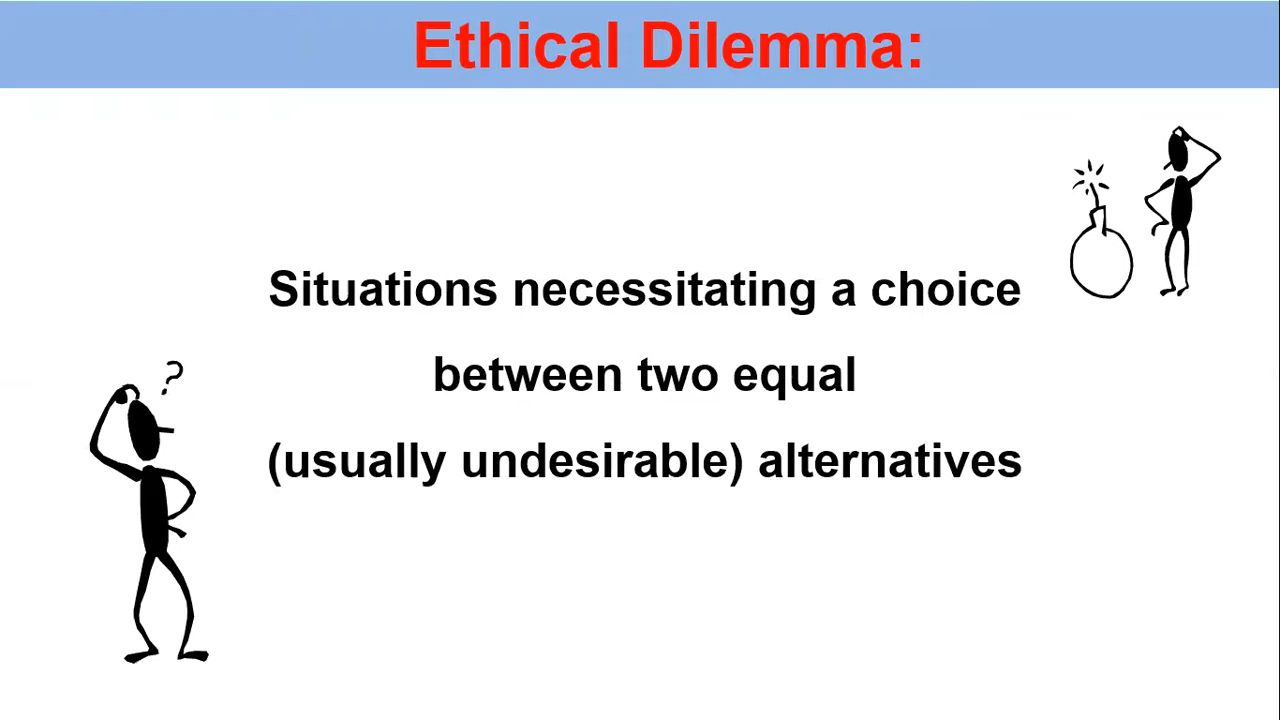 Ethical Dilemma:
?
Situations necessitating a choice
between two equal
(usually undesirable) alternatives